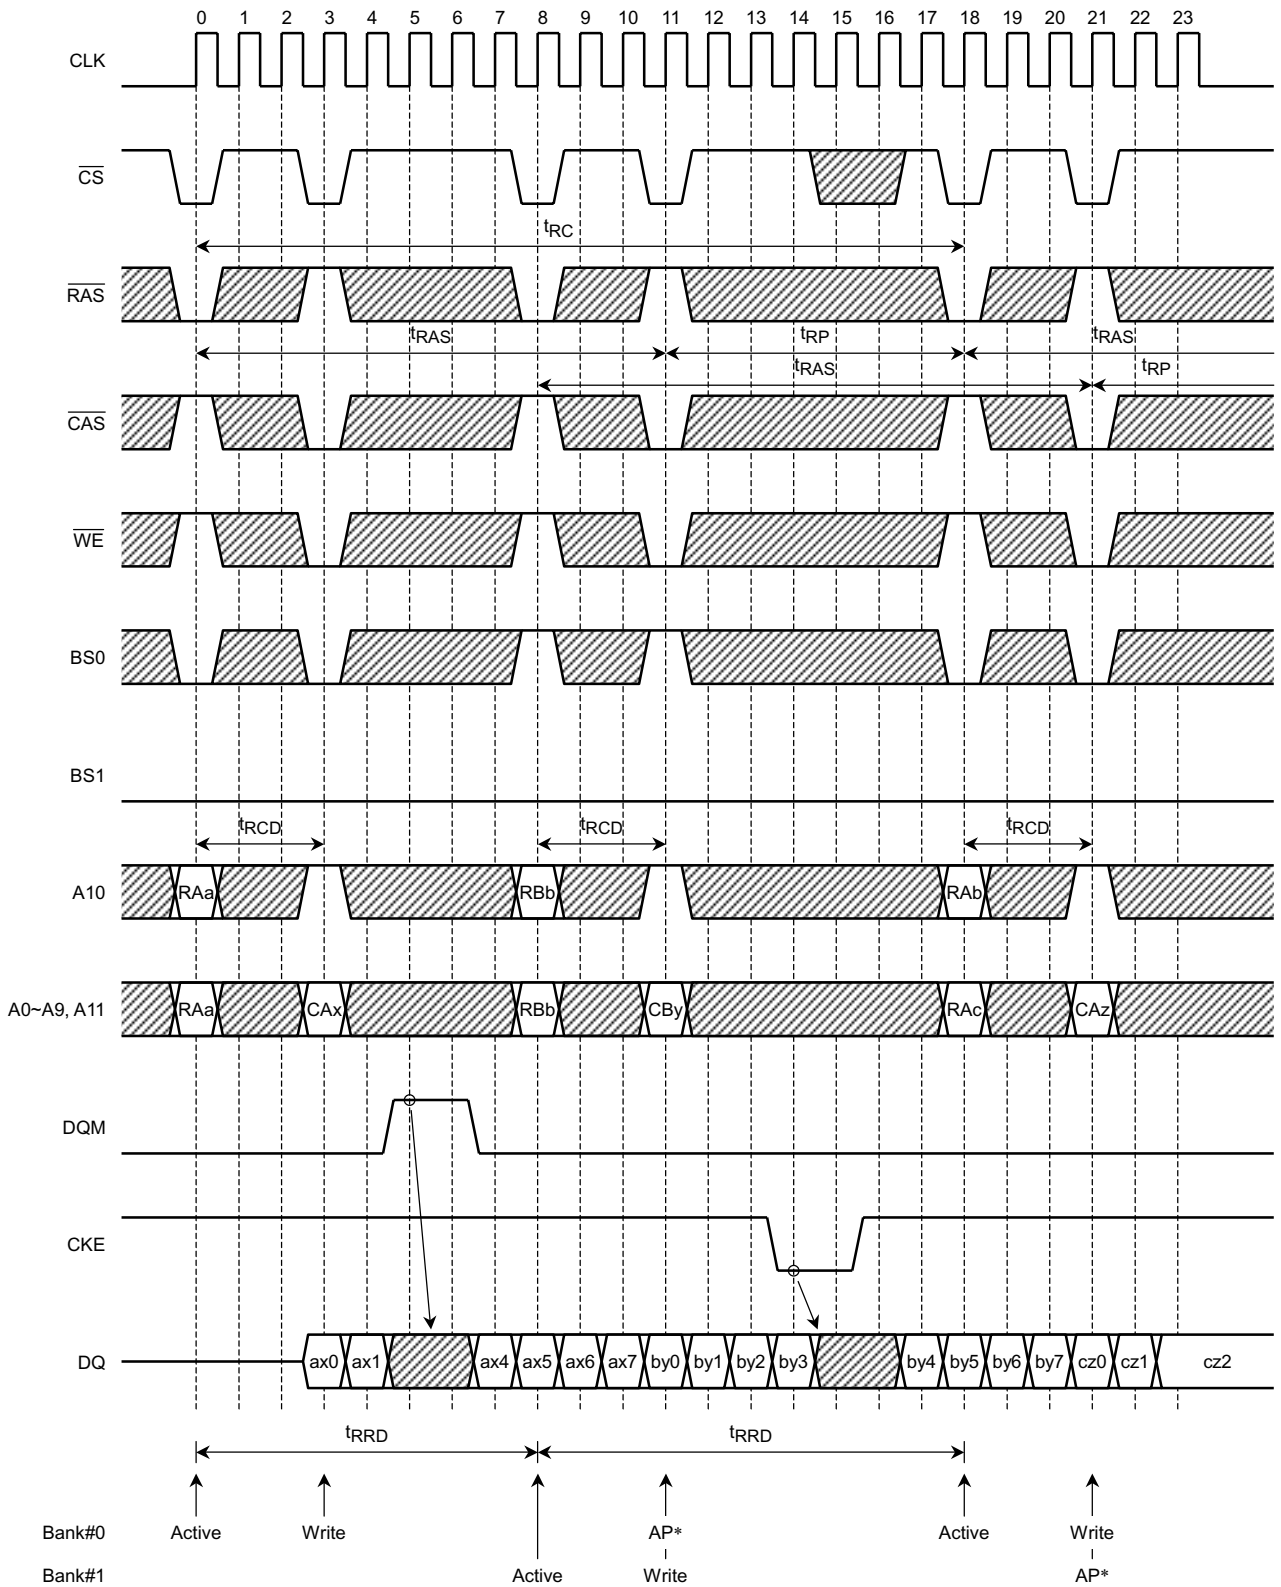 0 1 2 3 4 5 6 7 8 9 10 11 12 13 14 15 16 17 18 19 20 21 22 23
CLK
CS
tRC
RAS
tRAS tRP tRAS
tRAS tRP
CAS
WE
BS0
BS1
tRCD tRCD tRCD
A10 RAa RBb RAb
A0~A9, A11 RAa CAx RBb CBy RAc CAz
DQM
CKE
DQ ax0 ax1 ax4 ax5 ax6 ax7 by0 by1 by2 by3 by4 by5 by6 by7 cz0 cz1 cz2
tRRD tRRD
Bank#0 Active Write AP* Active Write
Bank#1 Active Write AP*